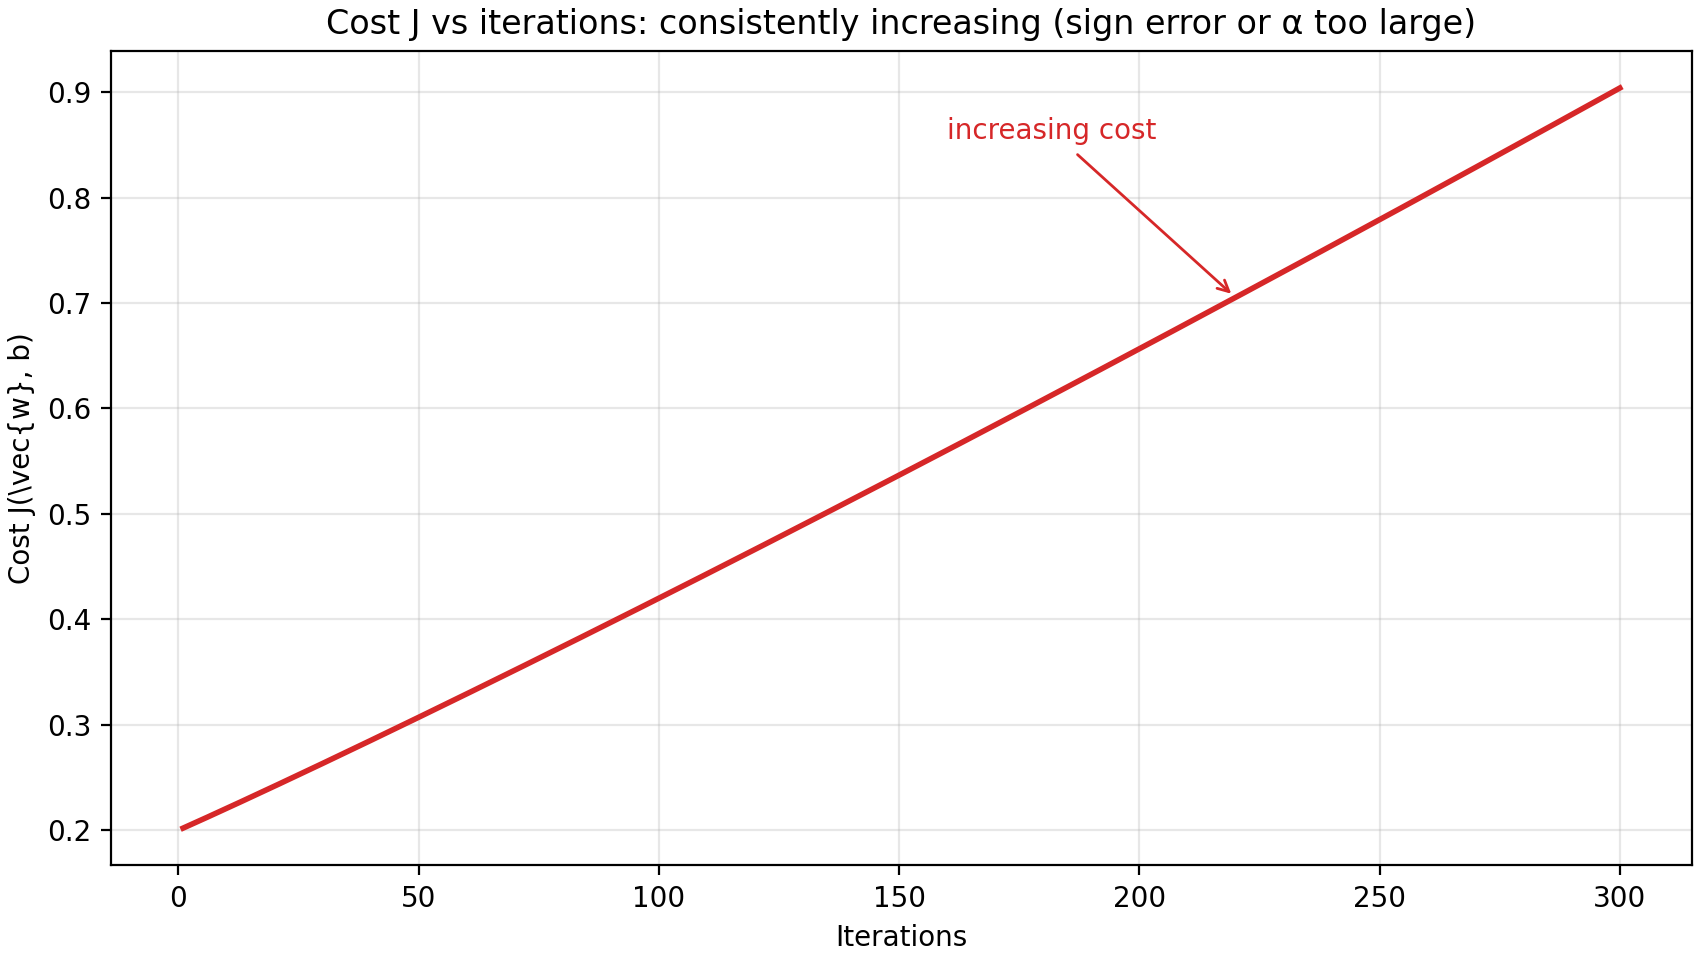 Cost J vs iterations: consistently increasing (sign error or α too large)
increasing cost
Cost J(\vec{w}, b)
0.9
0.8
0.7
0.6
0.5
0.4
0.3
0.2
0 50 100 150 200 250 300
Iterations